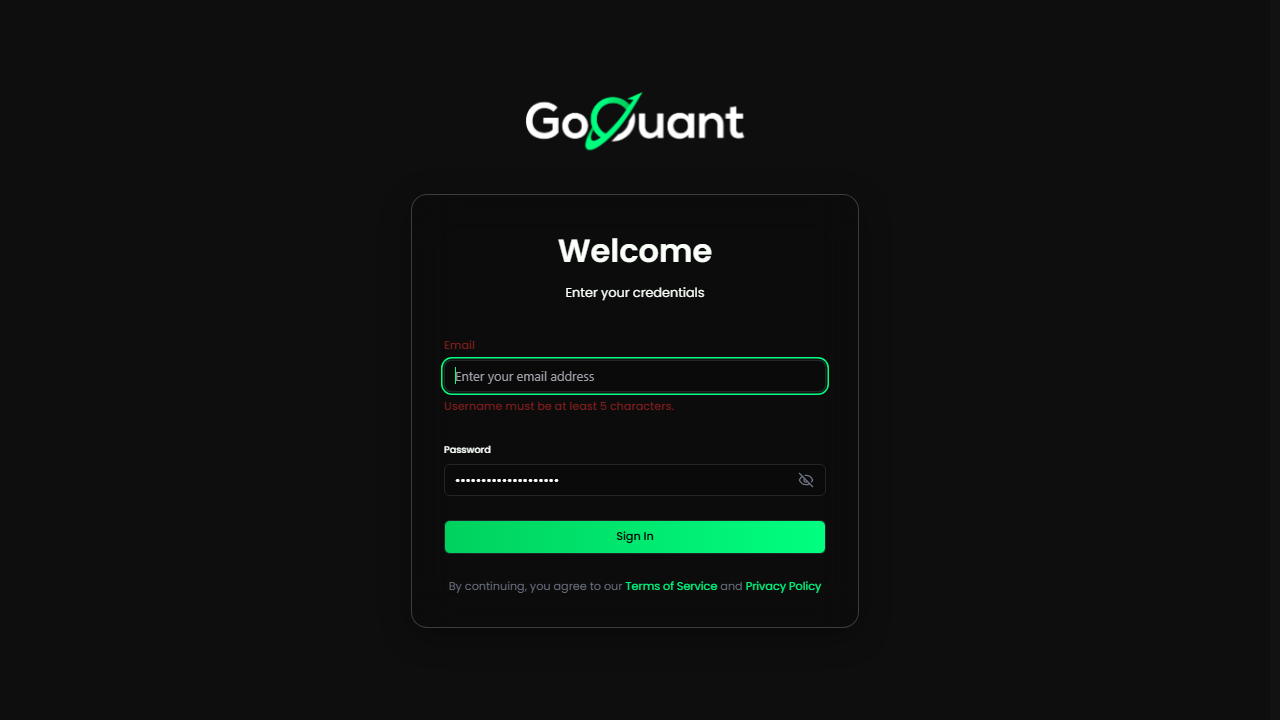 GoQuant
Welcome
Enter your credentials
Email
Enter your email address
Username must be at least 5 characters.
Password
Sign In
By continuing, you agree to our Terms of Service and Privacy Policy